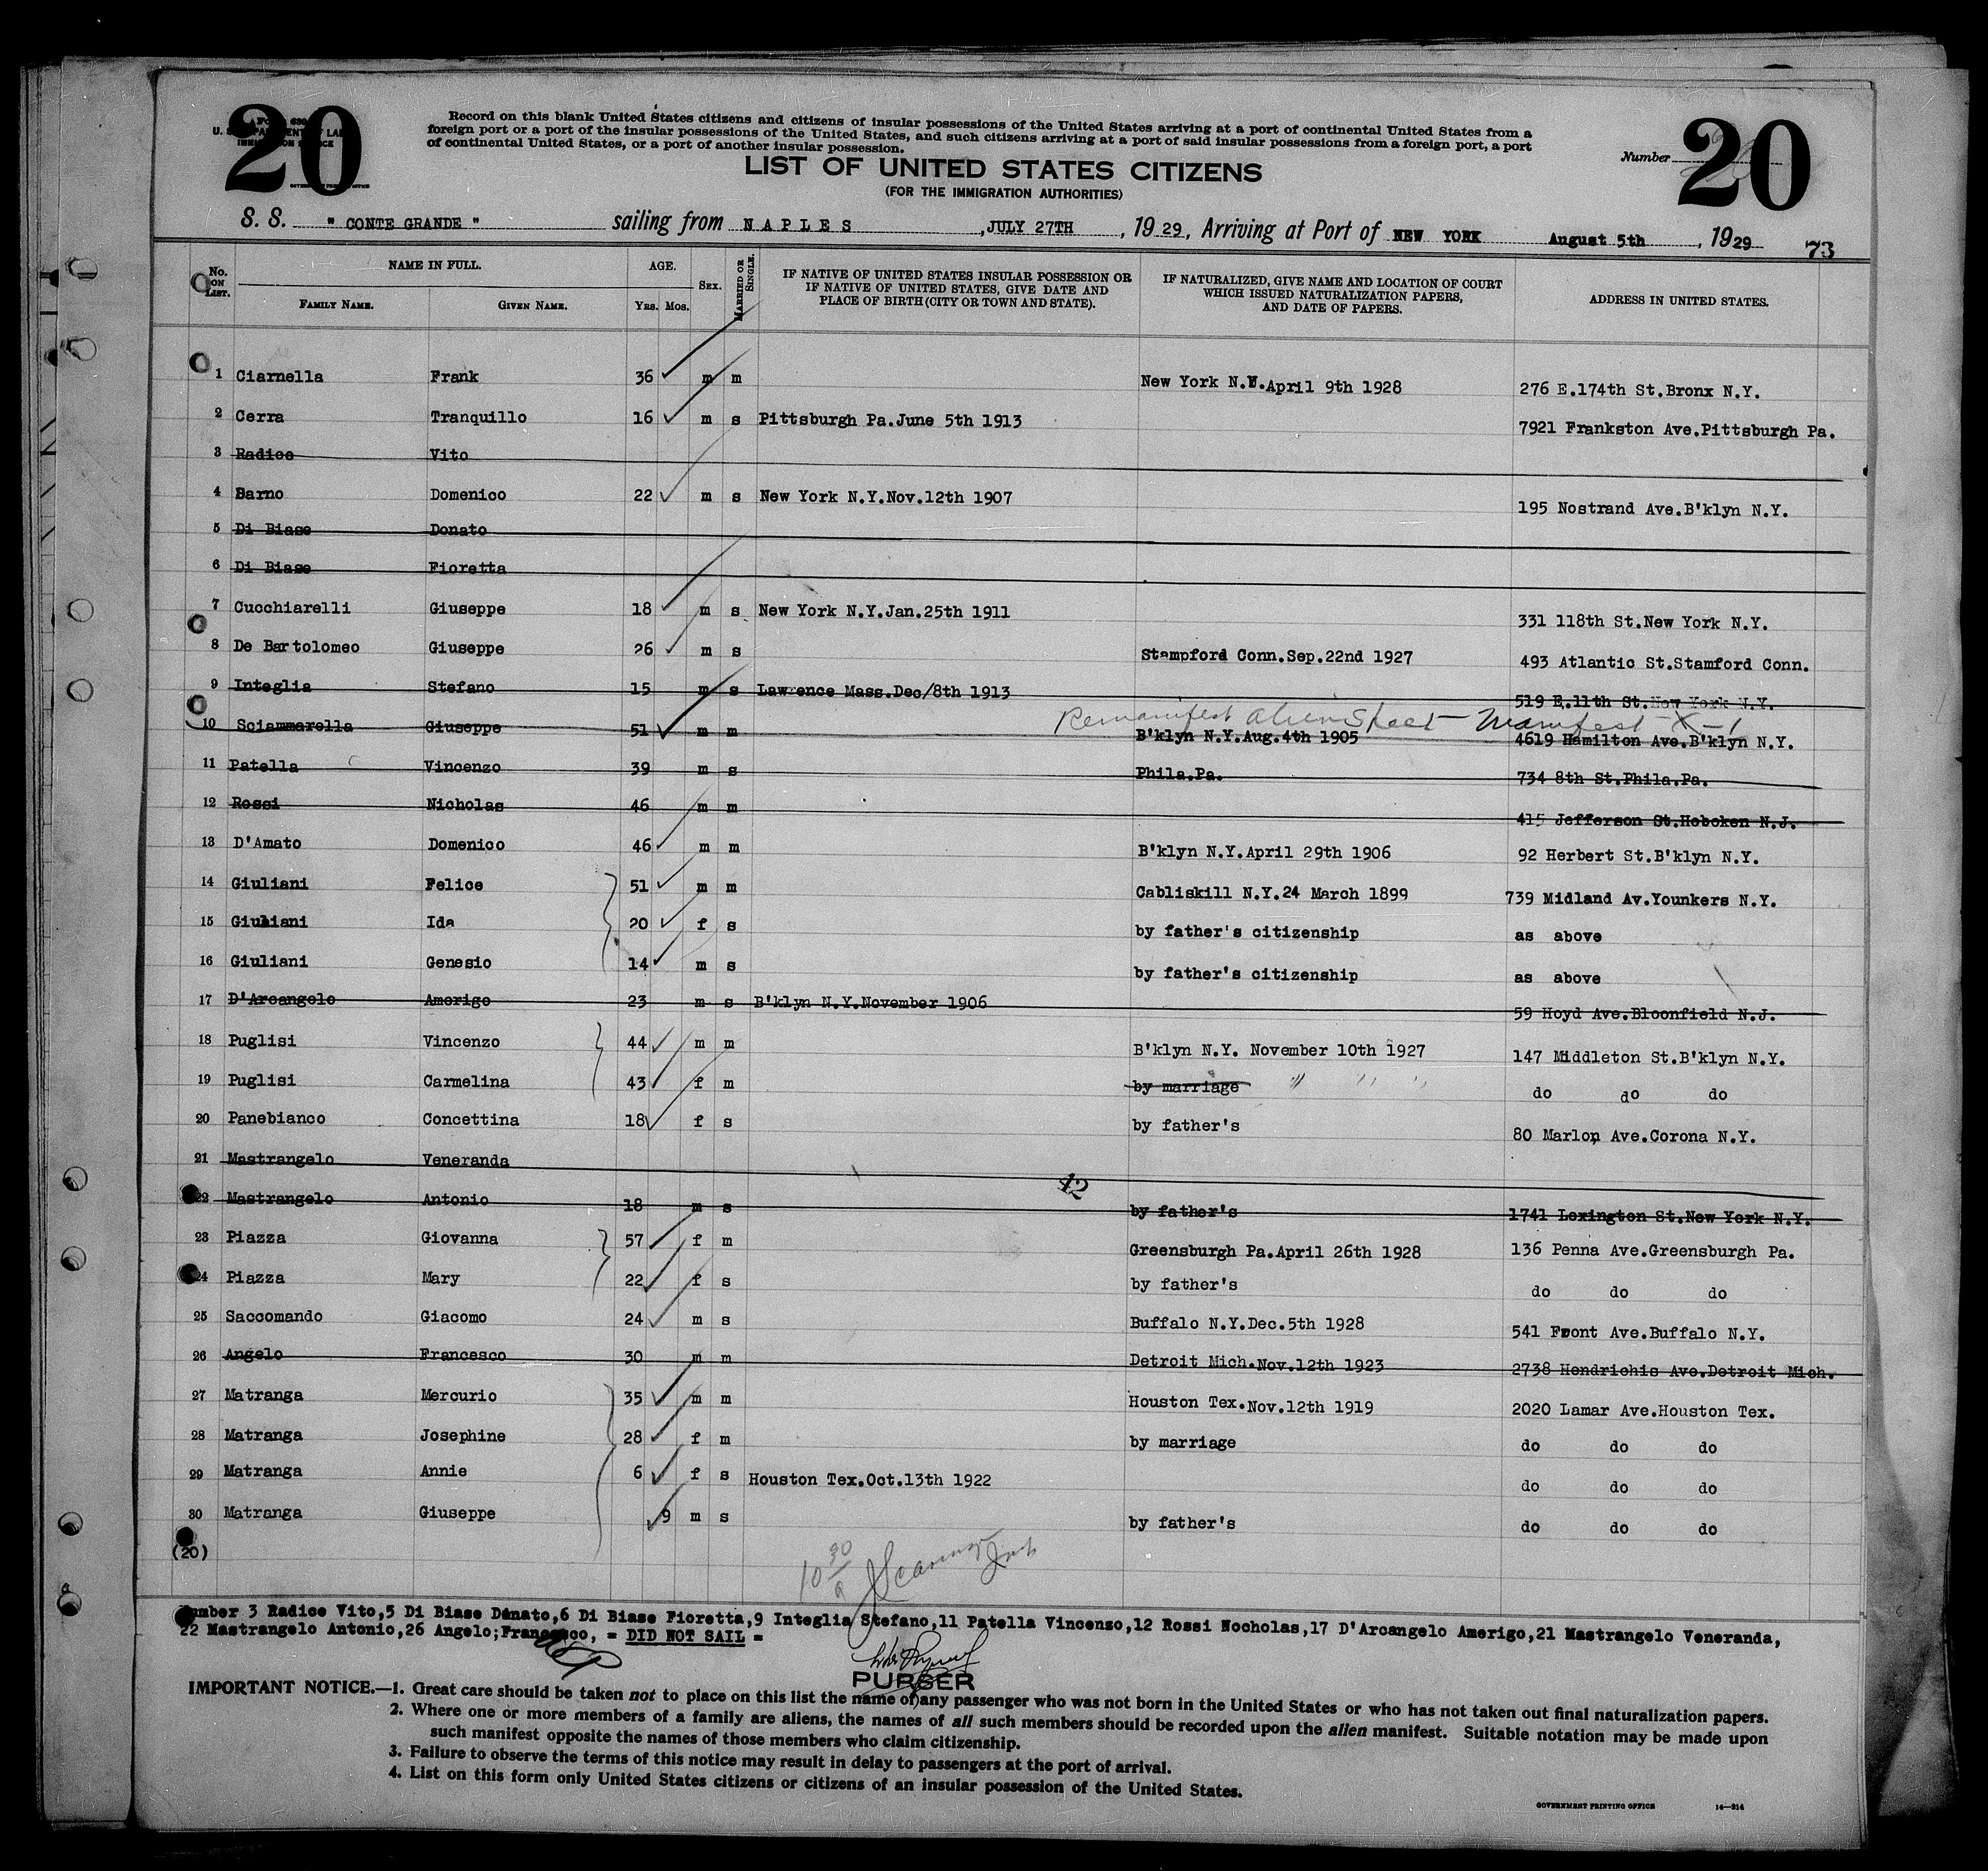 20
20
Record on this blank United States citizens and citizens of insular possessions of the United States arriving at a port of continental United States from a
foreign port or a port of the insular possessions of the United States, and such citizens arriving at a port of said insular possessions from a foreign port, a port
of continental United States, or a port of another insular possession.
LIST OF UNITED STATES CITIZENS
Number
(FOR THE IMMIGRATION AUTHORITIES)
S. S. " CONTE GRANDE " sailing from NAPLES ,JULY 27TH , 19 29, Arriving at Port of NEW YORK August 5th , 1929
73
No. ON LIST. NAME IN FULL. AGE. SEX. MARRIED OR SINGLE. IF NATIVE OF UNITED STATES INSULAR POSSESSION OR IF NATIVE OF UNITED STATES, GIVE DATE AND PLACE OF BIRTH (CITY OR TOWN AND STATE). IF NATURALIZED, GIVE NAME AND LOCATION OF COURT WHICH ISSUED NATURALIZATION PAPERS, AND DATE OF PAPERS. ADDRESS IN UNITED STATES.
FAMILY NAME. GIVEN NAME. YRS. MOS.
1 Ciarnella Frank 36 m m New York N.Y.April 9th 1928 276 E.174th St.Bronx N.Y.
2 Cerra Tranquillo 16 m s Pittsburgh Pa.June 5th 1913 7921 Frankston Ave.Pittsburgh Pa.
3 Radice Vito
4 Barno Domenico 22 m s New York N.Y.Nov.12th 1907 195 Nostrand Ave.B'klyn N.Y.
5 Di Biase Donato
6 Di Biase Fioretta
7 Cucchiarelli Giuseppe 18 m s New York N.Y.Jan.25th 1911 331 118th St.New York N.Y.
8 De Bartolomeo Giuseppe 26 m s Stampford Conn.Sep.22nd 1927 493 Atlantic St.Stamford Conn.
9 Integlia Stefano 15 m s Lawrence Mass.Dec/8th 1913 519 E.11th St.New York N.Y.
Remanifest alien Sheet - Manifest X-1
10 Sciammarella Giuseppe 51 m m B'klyn N.Y.Aug.4th 1905 4619 Hamilton Ave.B'klyn N.Y.
11 Patella Vincenzo 39 m s Phila.Pa. 734 8th St.Phila.Pa.
12 Rossi Nicholas 46 m m 415 Jefferson St.Hoboken N.J.
13 D'Amato Domenico 46 m m B'klyn N.Y.April 29th 1906 92 Herbert St.B'klyn N.Y.
14 Giuliani Felice 51 m m Cabliskill N.Y.24 March 1899 739 Midland Av.Younkers N.Y.
15 Giuliani Ida 20 f s by father's citizenship as above
16 Giuliani Genesio 14 m s by father's citizenship as above
17 D'Arcangelo Amerigo 23 m s B'klyn N.Y.November 1906 59 Hoyd Ave.Bloonfield N.J.
18 Puglisi Vincenzo 44 m m B'klyn N.Y. November 10th 1927 147 Middleton St.B'klyn N.Y.
19 Puglisi Carmelina 43 f m by marriage " " " do do do
20 Panebianco Concettina 18 f s by father's 80 Marlon Ave.Corona N.Y.
21 Mastrangelo Veneranda
12
22 Mastrangelo Antonio 18 m s by father's 1741 Lexington St.New York N.Y.
23 Piazza Giovanna 57 f m Greensburgh Pa.April 26th 1928 136 Penna Ave.Greensburgh Pa.
24 Piazza Mary 22 f s by father's do do do
25 Saccomando Giacomo 24 m s Buffalo N.Y.Dec.5th 1928 541 Front Ave.Buffalo N.Y.
26 Angelo Francesco 30 m m Detroit Mich.Nov.12th 1923 2738 Hendrichis Ave.Detroit Mich.
27 Matranga Mercurio 35 m m Houston Tex.Nov.12th 1919 2020 Lamar Ave.Houston Tex.
28 Matranga Josephine 28 f m by marriage do do do
29 Matranga Annie 6 f s Houston Tex.Oct.13th 1922 do do do
30 Matranga Giuseppe 9 m s by father's do do do
(20)
10 30/a
Number 3 Radice Vito,5 Di Biase Donato,6 Di Biase Fioretta,9 Integlia Stefano,11 Patella Vincenso,12 Rossi Nocholas,17 D'Arcangelo Amerigo,21 Mastrangelo Veneranda,
22 Mastrangelo Antonio,26 Angelo;Francesco, = DID NOT SAIL =
PURSER
IMPORTANT NOTICE.—1. Great care should be taken not to place on this list the name of any passenger who was not born in the United States or who has not taken out final naturalization papers.
2. Where one or more members of a family are aliens, the names of all such members should be recorded upon the alien manifest. Suitable notation may be made upon
such manifest opposite the names of those members who claim citizenship.
3. Failure to observe the terms of this notice may result in delay to passengers at the port of arrival.
4. List on this form only United States citizens or citizens of an insular possession of the United States.
GOVERNMENT PRINTING OFFICE 14—914